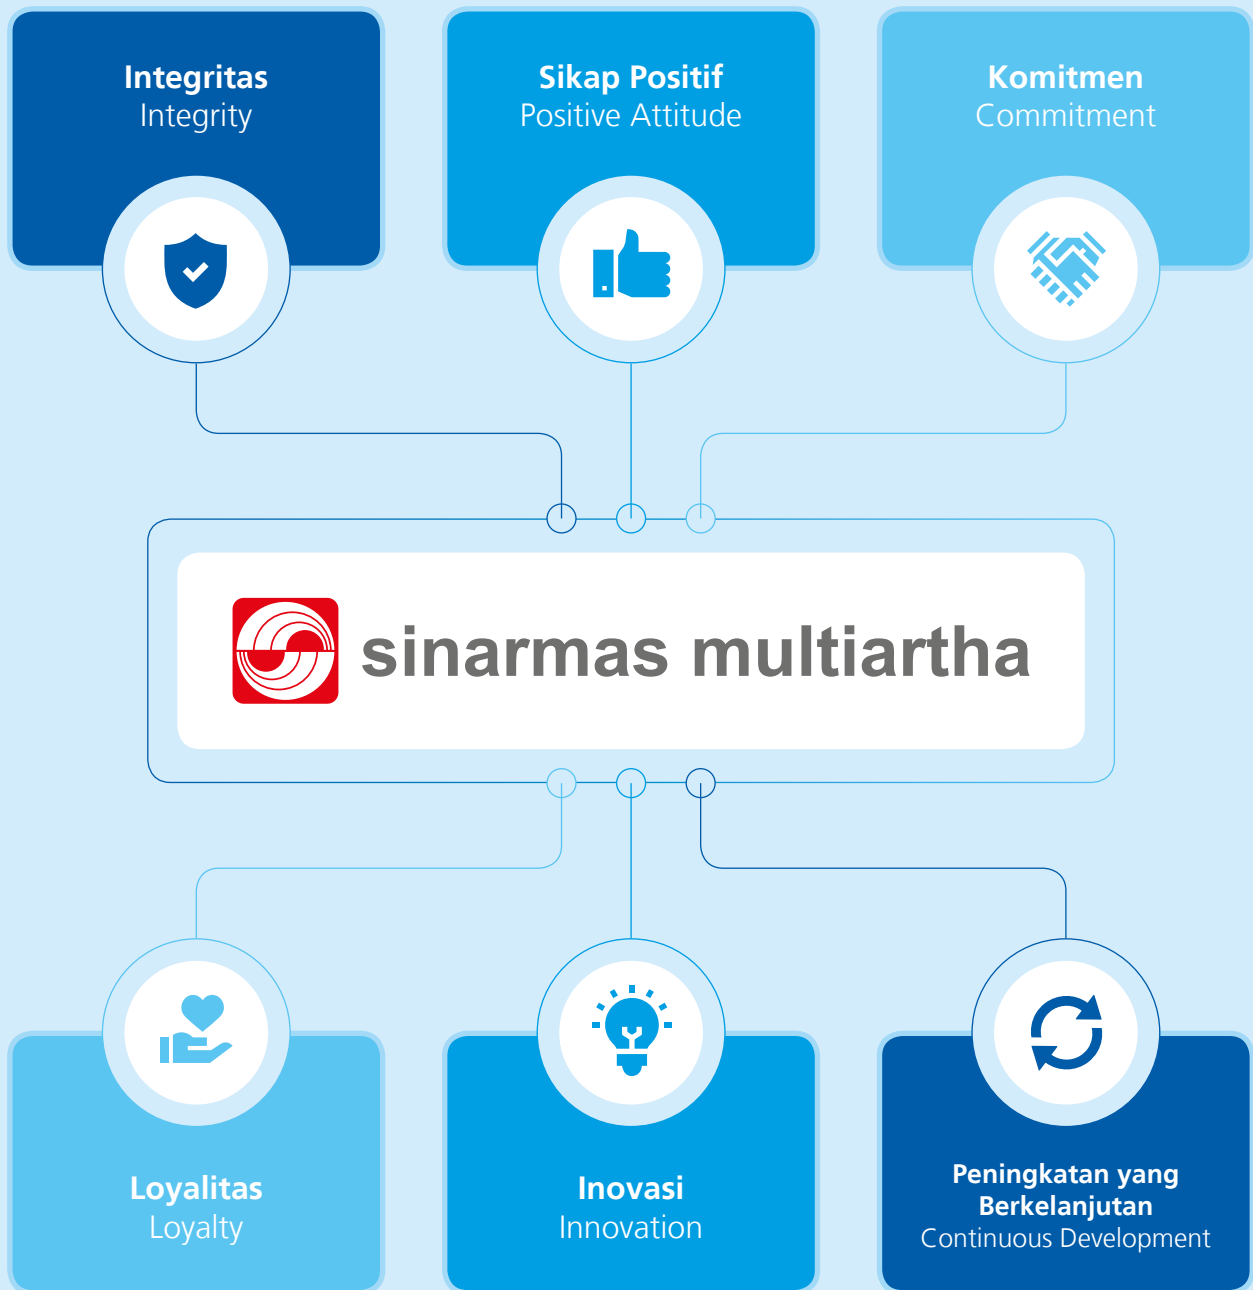 Integritas
Integrity
Sikap Positif
Positive Attitude
Komitmen
Commitment
sinarmas multiartha
Loyalitas
Loyalty
Inovasi
Innovation
Peningkatan yang
Berkelanjutan
Continuous Development